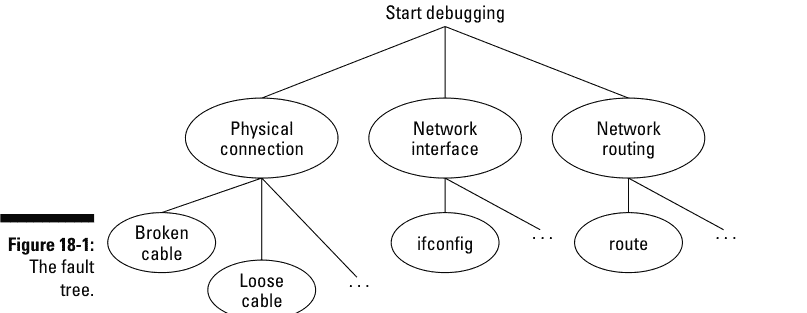 Start debugging
Physical
connection
Network
interface
Network
routing
Broken
cable
Loose
cable
...
ifconfig
...
route
...
Figure 18-1:
The fault
tree.